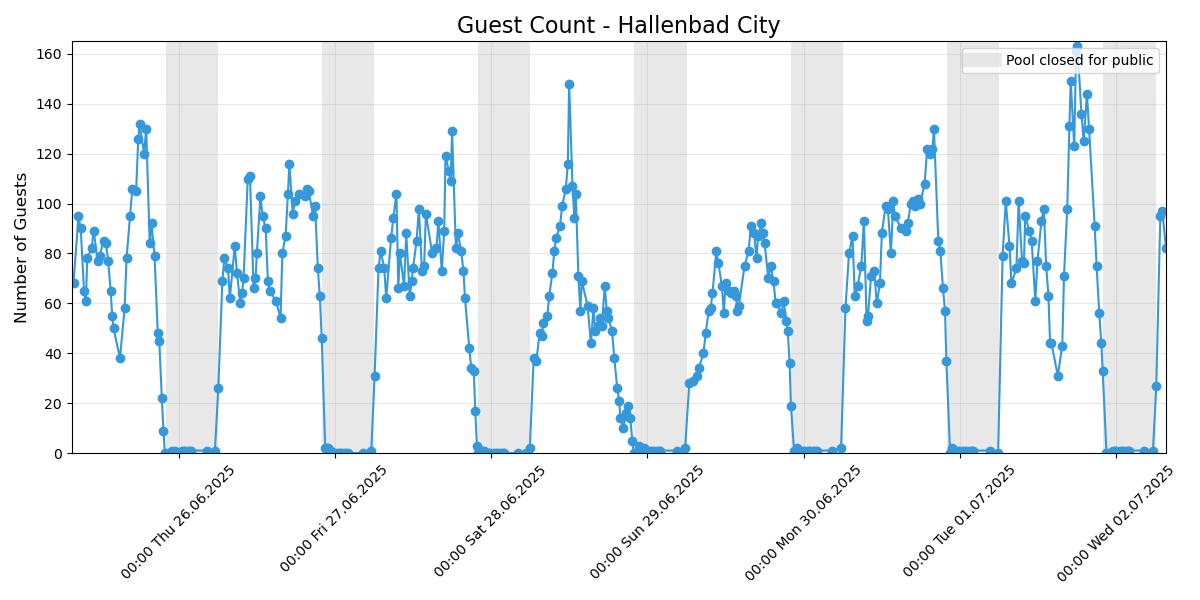 Guest Count - Hallenbad City
Number of Guests
160
140
120
100
80
60
40
20
0
Pool closed for public
00:00 Thu 26.06.2025
00:00 Fri 27.06.2025
00:00 Sat 28.06.2025
00:00 Sun 29.06.2025
00:00 Mon 30.06.2025
00:00 Tue 01.07.2025
00:00 Wed 02.07.2025